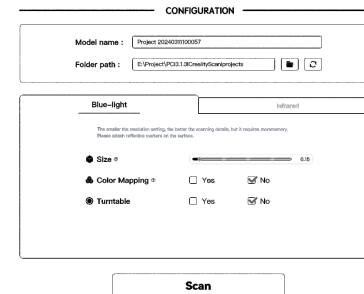 CONFIGURATION
Model name : Project 20240311100057
Folder path : E:\Project\PC\3.1.3\CrealityScan\projects
Blue-light Infrared
The smaller the resolution setting, the better the scanning details, but it requires more memory.
Please attach reflective markers on the surface.
Size 0.15
Color Mapping Yes No
Turntable Yes No
Scan